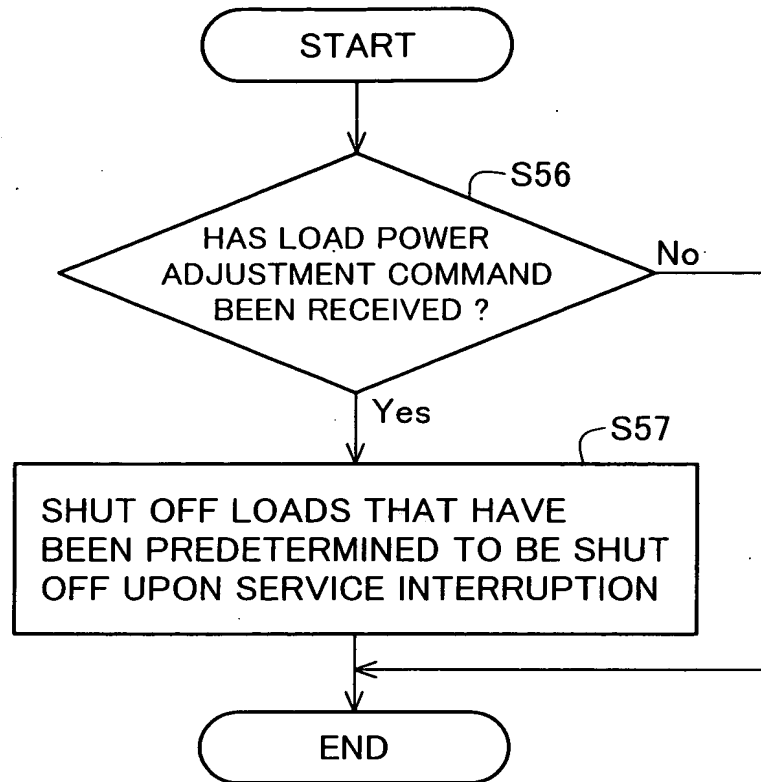 START
S56
HAS LOAD POWER
ADJUSTMENT COMMAND
BEEN RECEIVED ?
No
Yes
S57
SHUT OFF LOADS THAT HAVE
BEEN PREDETERMINED TO BE SHUT
OFF UPON SERVICE INTERRUPTION
END